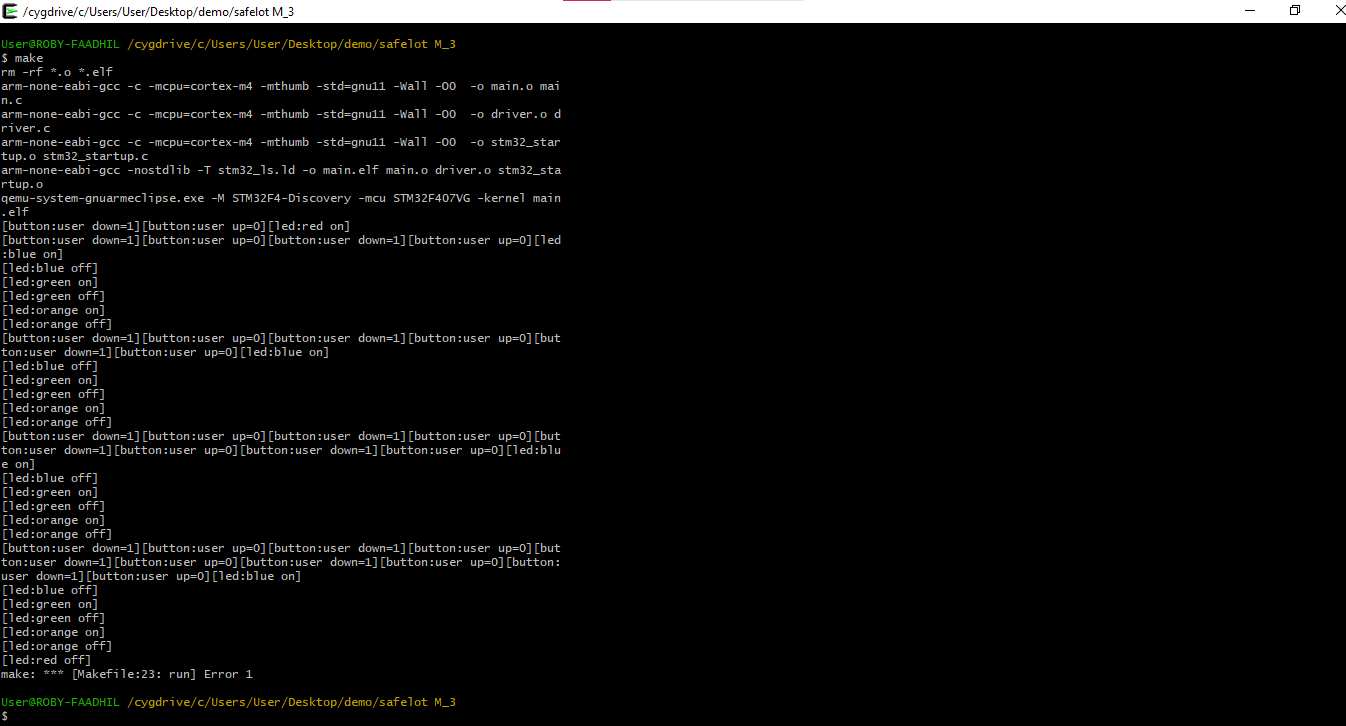 /cygdrive/c/Users/User/Desktop/demo/safelot M_3
User@ROBY-FAADHIL /cygdrive/c/Users/User/Desktop/demo/safelot M_3
$ make
rm -rf *.o *.elf
arm-none-eabi-gcc -c -mcpu=cortex-m4 -mthumb -std=gnu11 -Wall -O0  -o main.o mai
n.c
arm-none-eabi-gcc -c -mcpu=cortex-m4 -mthumb -std=gnu11 -Wall -O0  -o driver.o d
river.c
arm-none-eabi-gcc -c -mcpu=cortex-m4 -mthumb -std=gnu11 -Wall -O0  -o stm32_star
tup.o stm32_startup.c
arm-none-eabi-gcc -nostdlib -T stm32_ls.ld -o main.elf main.o driver.o stm32_sta
rtup.o
qemu-system-gnuarmeclipse.exe -M STM32F4-Discovery -mcu STM32F407VG -kernel main
.elf
[button:user down=1][button:user up=0][led:red on]
[button:user down=1][button:user up=0][button:user down=1][button:user up=0][led
:blue on]
[led:blue off]
[led:green on]
[led:green off]
[led:orange on]
[led:orange off]
[button:user down=1][button:user up=0][button:user down=1][button:user up=0][but
ton:user down=1][button:user up=0][led:blue on]
[led:blue off]
[led:green on]
[led:green off]
[led:orange on]
[led:orange off]
[button:user down=1][button:user up=0][button:user down=1][button:user up=0][but
ton:user down=1][button:user up=0][button:user down=1][button:user up=0][led:blu
e on]
[led:blue off]
[led:green on]
[led:green off]
[led:orange on]
[led:orange off]
[button:user down=1][button:user up=0][button:user down=1][button:user up=0][but
ton:user down=1][button:user up=0][button:user down=1][button:user up=0][button:
user down=1][button:user up=0][led:blue on]
[led:blue off]
[led:green on]
[led:green off]
[led:orange on]
[led:orange off]
[led:red off]
make: *** [Makefile:23: run] Error 1
User@ROBY-FAADHIL /cygdrive/c/Users/User/Desktop/demo/safelot M_3
$